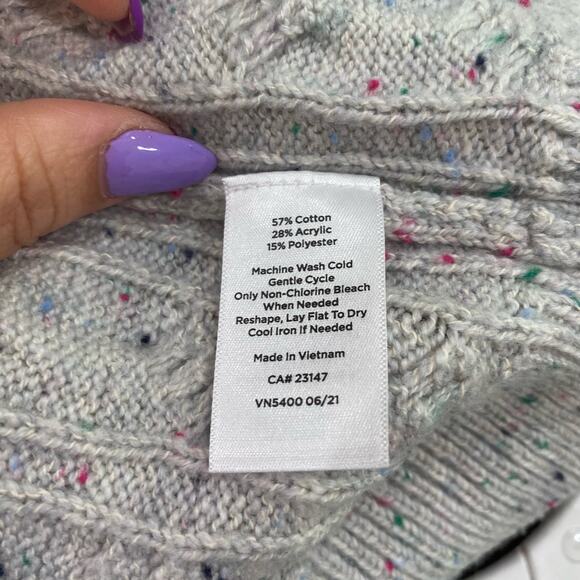 57% Cotton
28% Acrylic
15% Polyester
Machine Wash Cold
Gentle Cycle
Only Non-Chlorine Bleach
When Needed
Reshape, Lay Flat To Dry
Cool Iron If Needed
Made In Vietnam
CA# 23147
VN5400 06/21